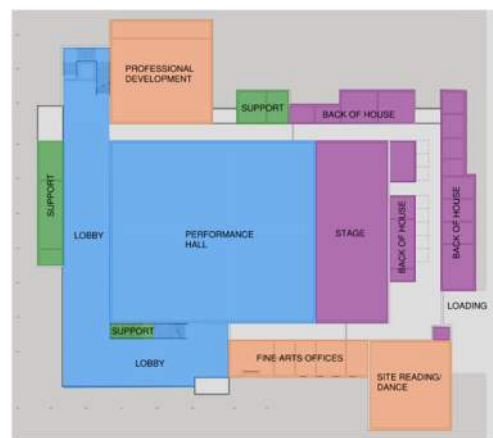 PROFESSIONAL
DEVELOPMENT
SUPPORT
BACK OF HOUSE
SUPPORT
LOBBY
PERFORMANCE
HALL
STAGE
BACK OF HOUSE
BACK OF HOUSE
LOADING
SUPPORT
LOBBY
FINE ARTS OFFICES
SITE READING/
DANCE